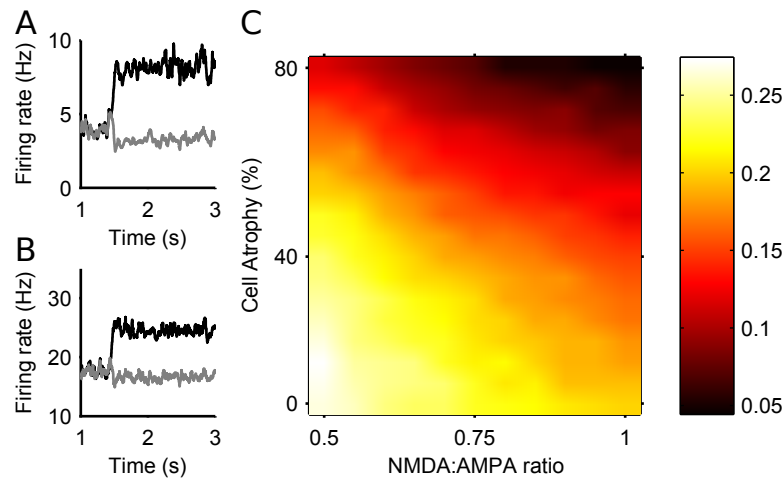 A
Firing rate (Hz)
10
5
0
1
2
3
Time (s)
B
Firing rate (Hz)
30
20
10
1
2
3
Time (s)
C
Cell Atrophy (%)
80
40
0
0.5
0.75
1
NMDA:AMPA ratio
0.25
0.2
0.15
0.1
0.05